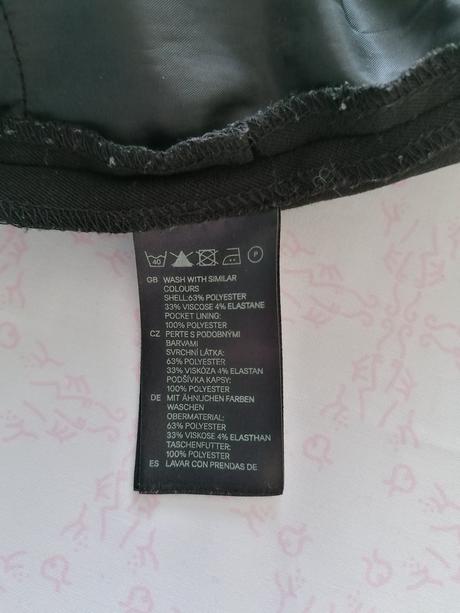 40 P
GB WASH WITH SIMILAR
COLOURS
SHELL:63% POLYESTER
33% VISCOSE 4% ELASTANE
POCKET LINING:
100% POLYESTER
CZ PERTE S PODOBNÝMI
BARVAMI
SVRCHNÍ LÁTKA:
63% POLYESTER
33% VISKÓZA 4% ELASTAN
PODŠÍVKA KAPSY:
100% POLYESTER
DE MIT ÄHNLICHEN FARBEN
WASCHEN
OBERMATERIAL:
63% POLYESTER
33% VISKOSE 4% ELASTHAN
TASCHENFUTTER:
100% POLYESTER
ES LAVAR CON PRENDAS DE